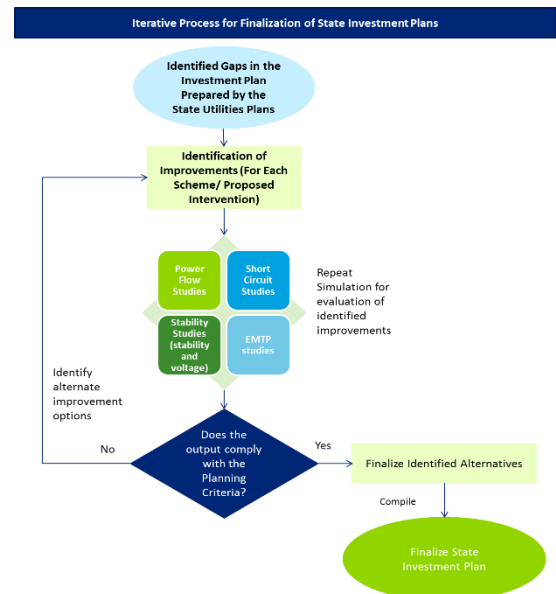 Iterative Process for Finalization of State Investment Plans
Identified Gaps in the
Investment Plan
Prepared by the
State Utilities Plans
Identification of
Improvements (For Each
Scheme/ Proposed
Intervention)
Power
Flow
Studies
Short
Circuit
Studies
Stability
Studies
(stability
and
voltage)
EMTP
studies
Repeat
Simulation for
evaluation of
identified
improvements
Identify
alternate
improvement
options
No
Does the
output comply
with the
Planning
Criteria?
Yes
Finalize Identified Alternatives
Compile
Finalize State
Investment Plan